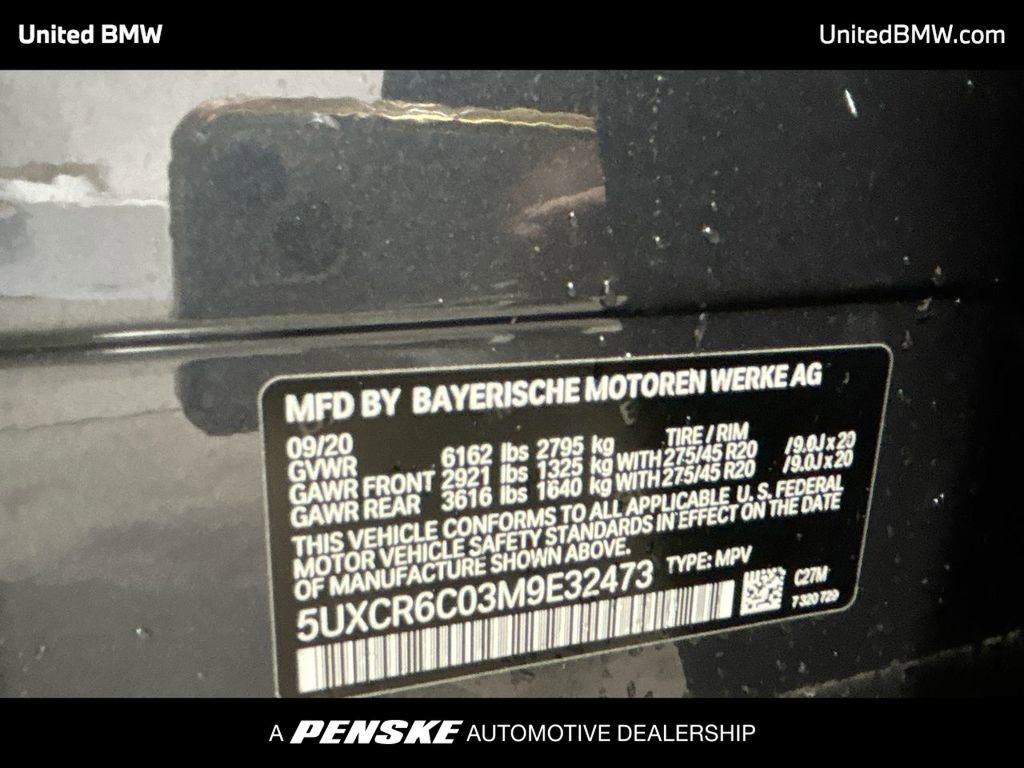 United BMW
UnitedBMW.com
MFD BY BAYERISCHE MOTOREN WERKE AG
09/20
TIRE / RIM
GVWR 6162 lbs 2795 kg
GAWR FRONT 2921 lbs 1325 kg WITH 275/45 R20 /9.0J x 20
GAWR REAR 3616 lbs 1640 kg WITH 275/45 R20 /9.0J x 20
THIS VEHICLE CONFORMS TO ALL APPLICABLE U. S. FEDERAL
MOTOR VEHICLE SAFETY STANDARDS IN EFFECT ON THE DATE
OF MANUFACTURE SHOWN ABOVE.
TYPE: MPV
5UXCR6C03M9E32473
C27M
7 320 729
A PENSKE AUTOMOTIVE DEALERSHIP